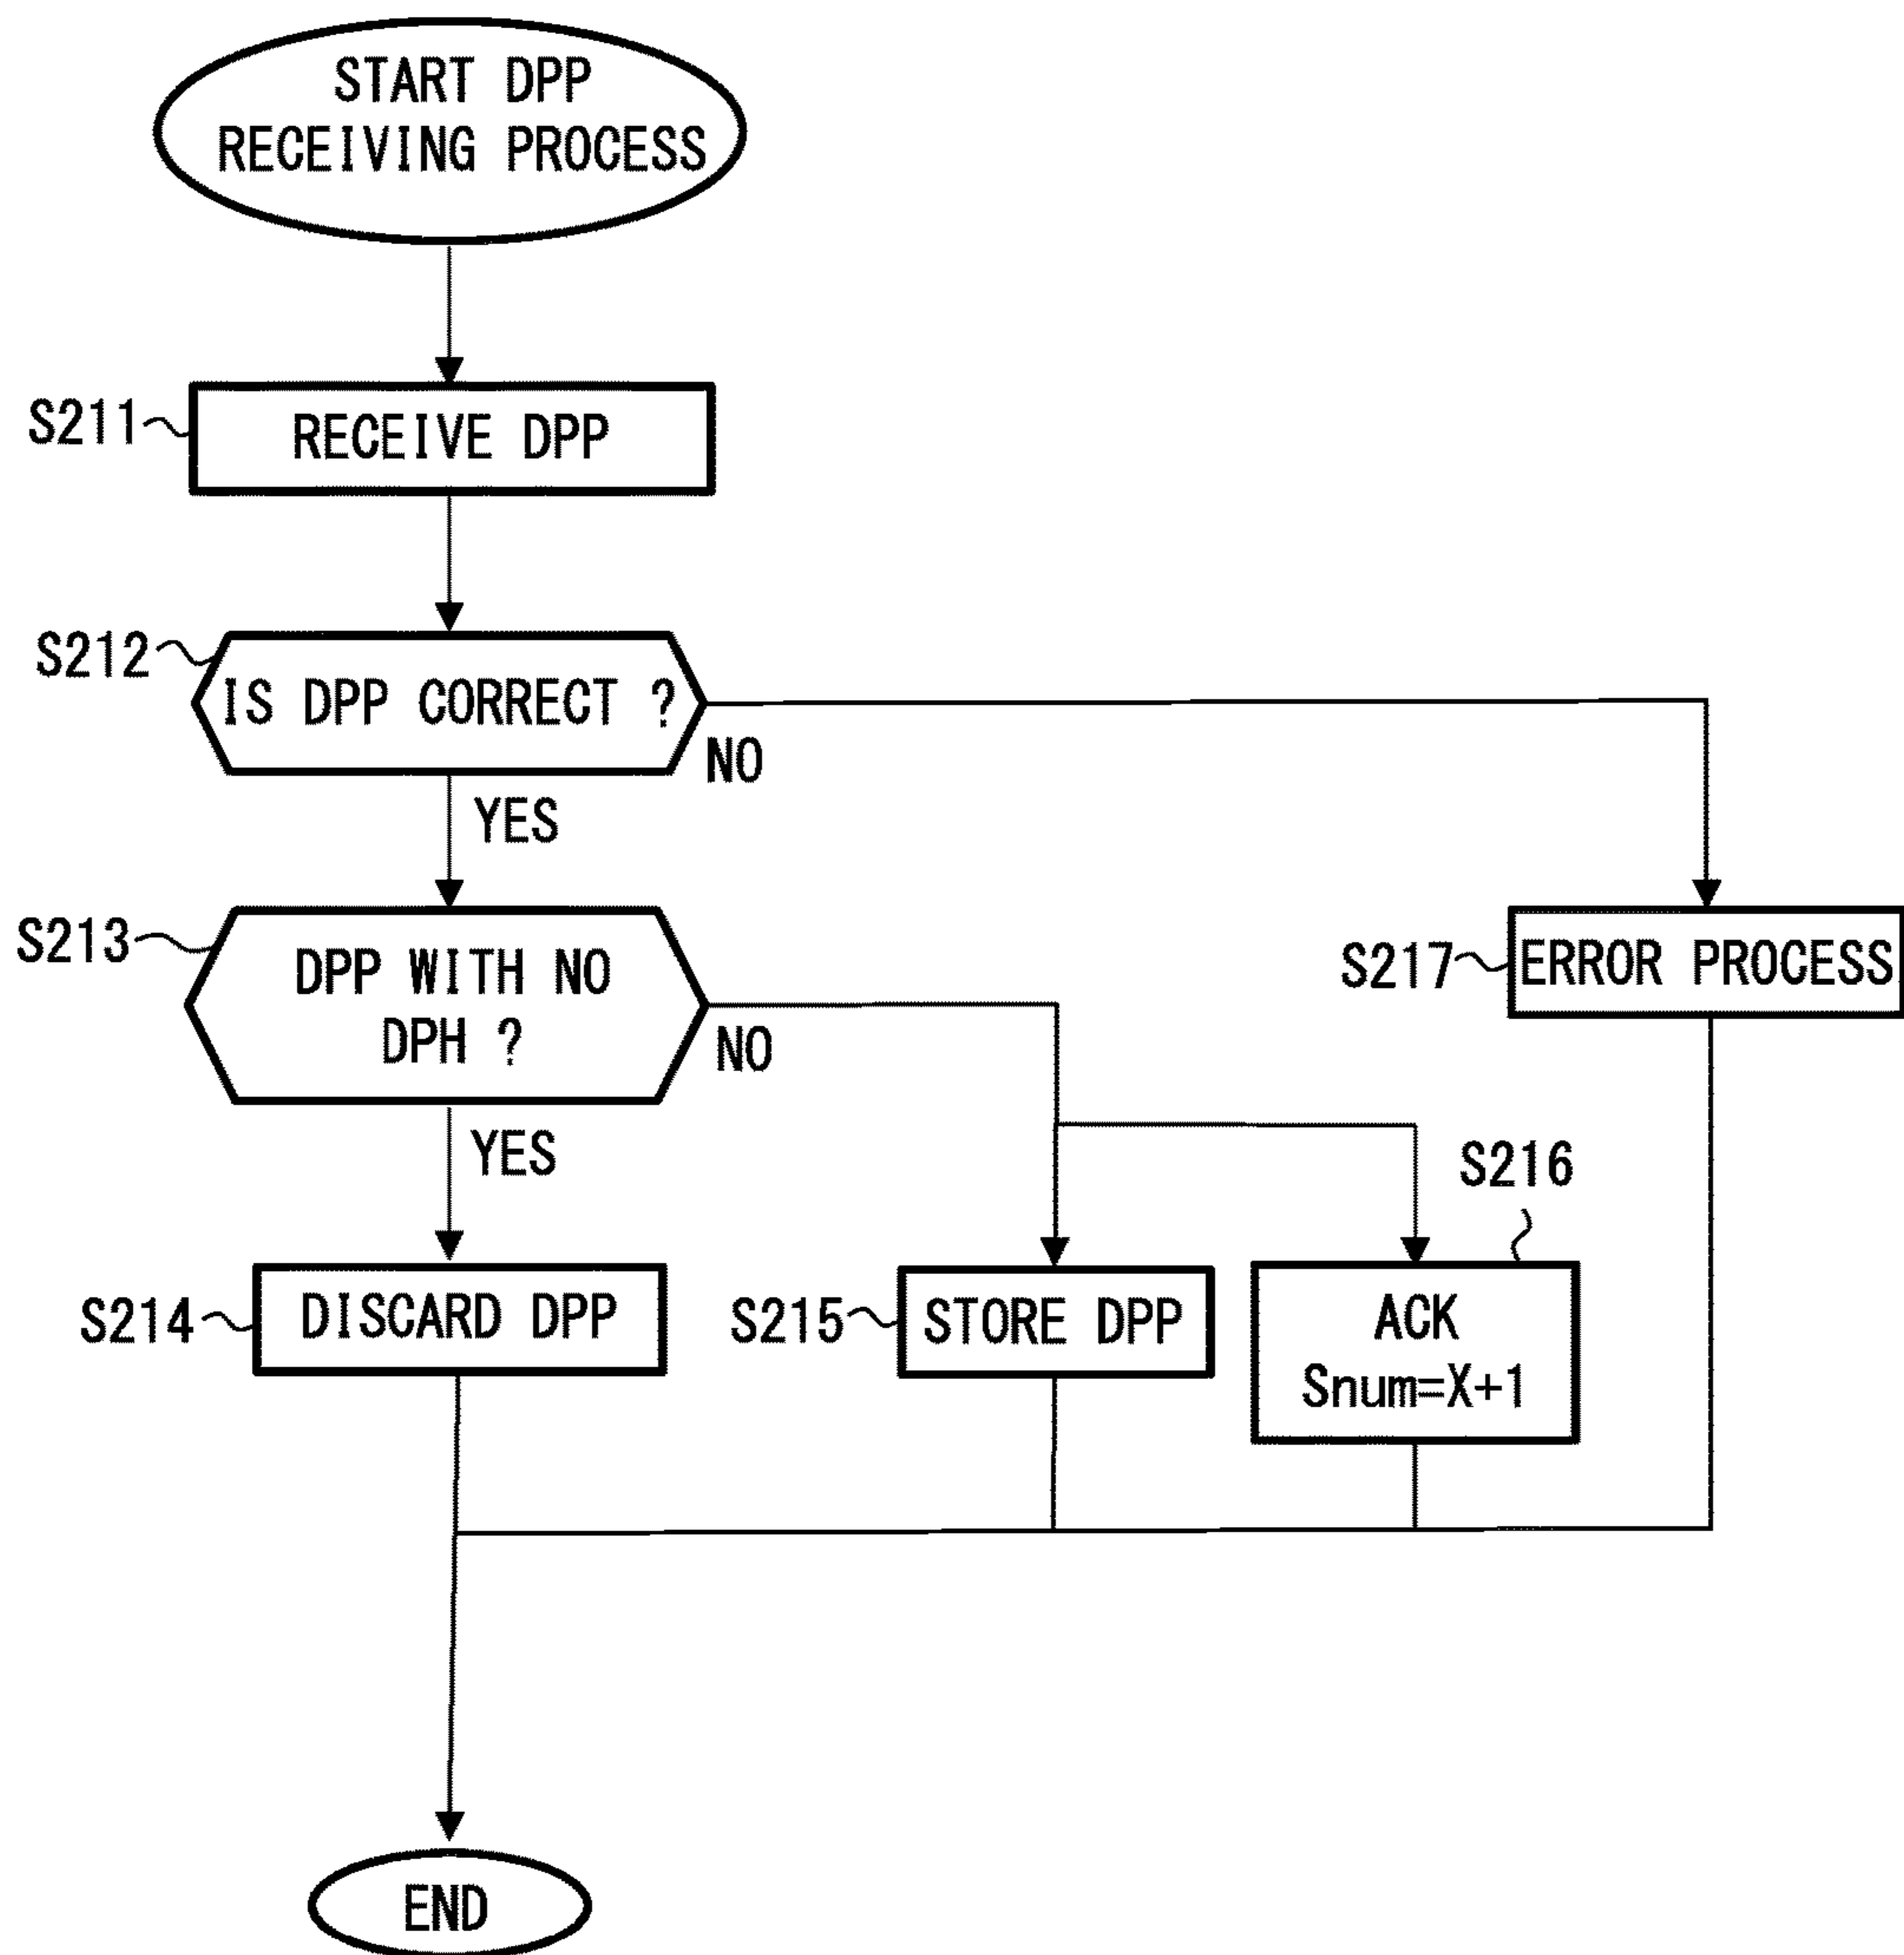 START DPP
RECEIVING PROCESS
S211
RECEIVE DPP
S212
IS DPP CORRECT ?
NO
YES
S213
DPP WITH NO
DPH ?
NO
YES
S217
ERROR PROCESS
S214
DISCARD DPP
S215
STORE DPP
S216
ACK
Snum=X+1
END